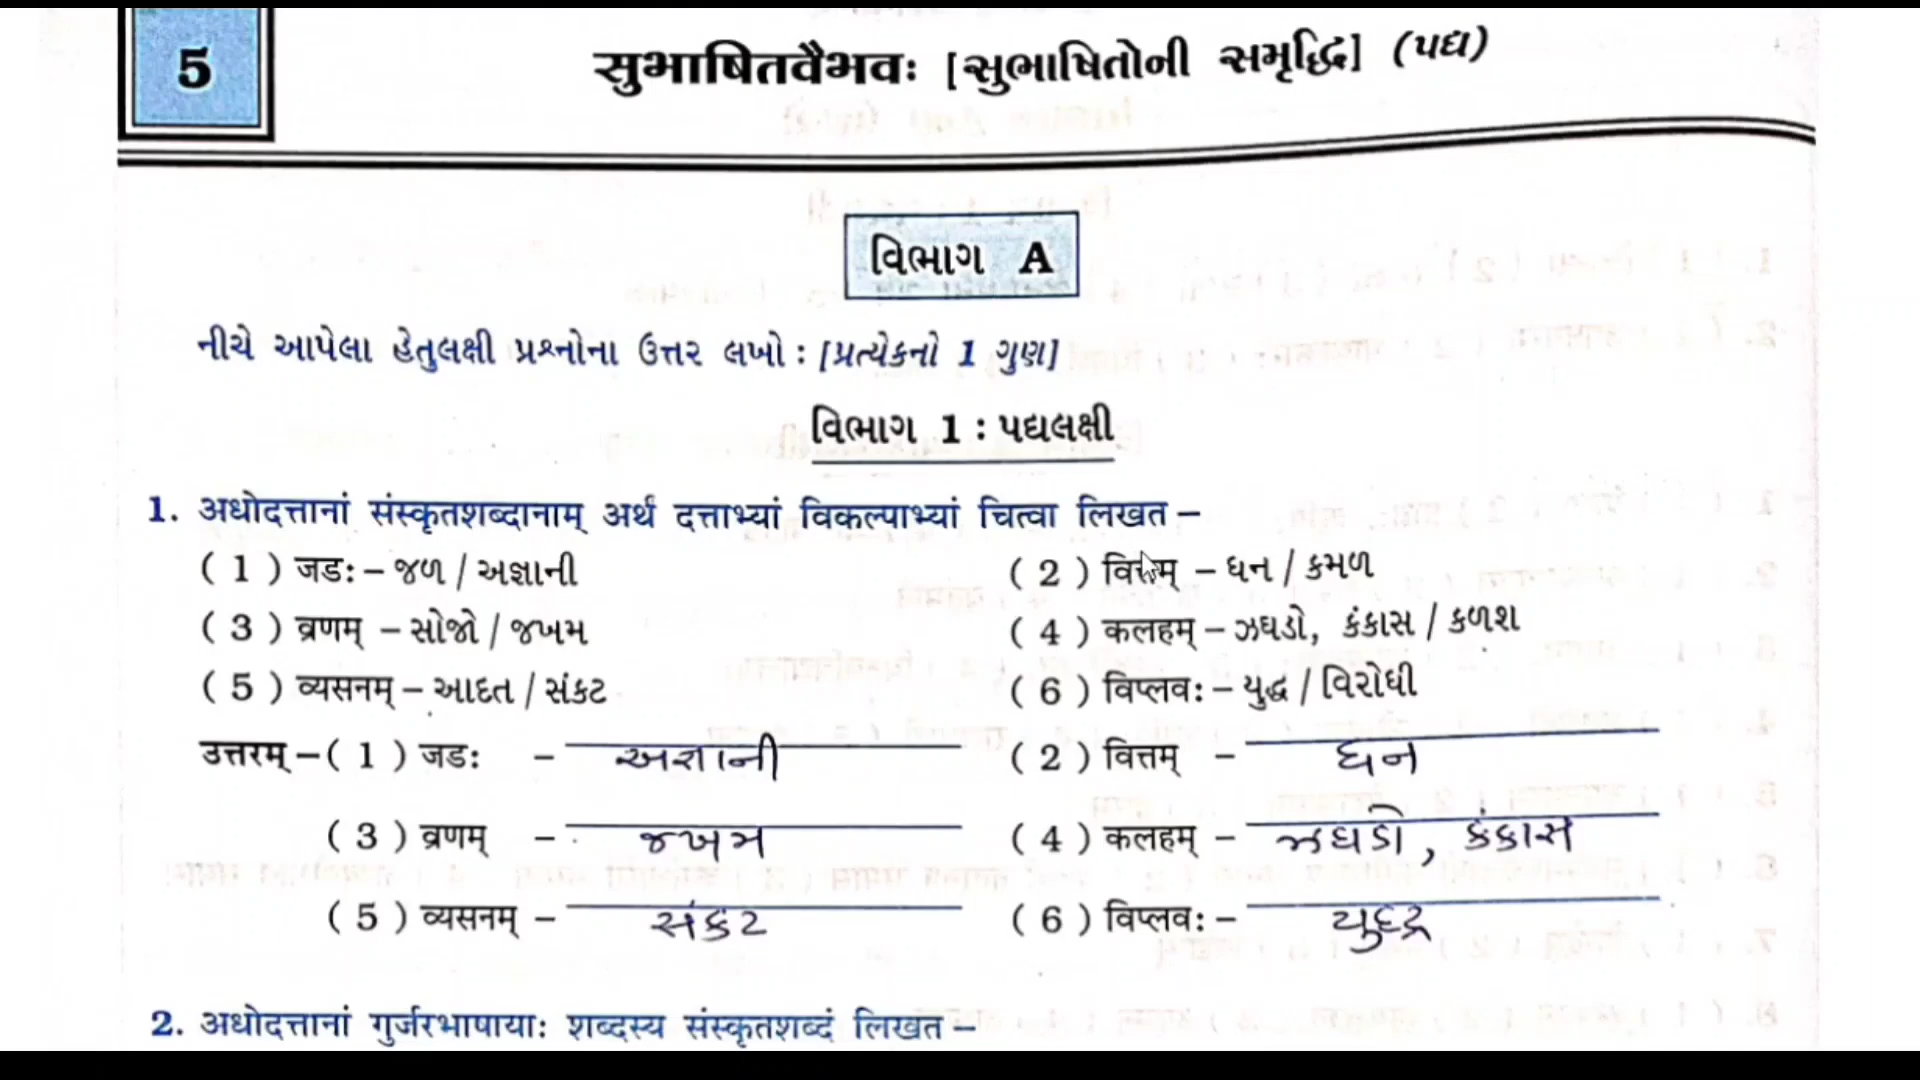 5
सुभाषितवैभवः [સુભાષિતોની સમૃદ્ધિ] (પદ્ય)
વિભાગ A
નીચે આપેલા હેતુલક્ષી પ્રશ્નોના ઉત્તર લખો : [પ્રત્યેકનો 1 ગુણ]
વિભાગ 1 : પદ્યલક્ષી
1. अधोदत्तानां संस्कृतशब्दानाम् अर्थं दत्ताभ्यां विकल्पाभ्यां चित्वा लिखत –
( 1 ) जडः – જળ / અજ્ઞાની ( 2 ) वित्तम् – ધન / કમળ
( 3 ) व्रणम् – સોજો / જખમ ( 4 ) कलहम् – ઝઘડો, કંકાસ / કળશ
( 5 ) व्यसनम् – આદત / સંકટ ( 6 ) विप्लवः – યુદ્ધ / વિરોધી
उत्तरम् – ( 1 ) जडः – અજ્ઞાની ( 2 ) वित्तम् – ધન
( 3 ) व्रणम् – જખમ ( 4 ) कलहम् – ઝઘડો, કંકાસ
( 5 ) व्यसनम् – સંકટ ( 6 ) विप्लवः – યુદ્ધ
2. अधोदत्तानां गुर्जरभाषायाः शब्दस्य संस्कृतशब्दं लिखत –